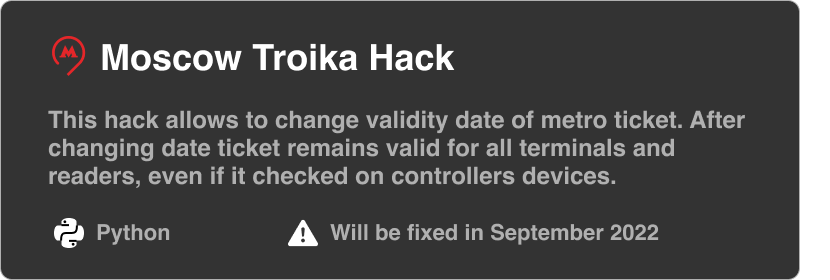 Moscow Troika Hack
This hack allows to change validity date of metro ticket. After
changing date ticket remains valid for all terminals and
readers, even if it checked on controllers devices.
Python
Will be fixed in September 2022